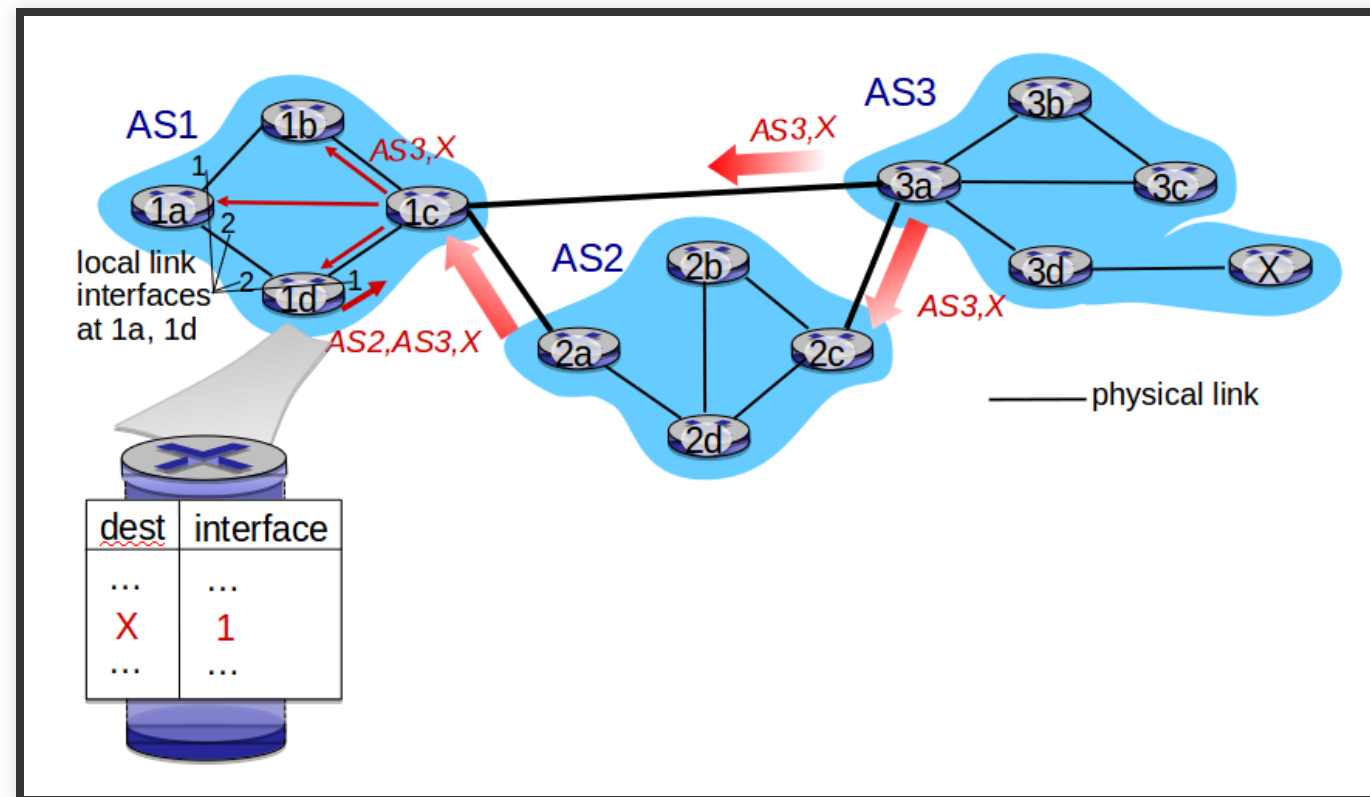 AS3
3b
AS3,X
AS1
1b
AS3,X
1
3a
3c
1a
1c
2
AS2
2b
3d
X
local link
interfaces
at 1a, 1d
2
1d
1
AS3,X
AS2,AS3,X
2a
2c
physical link
2d
dest interface
... ...
X 1
... ...